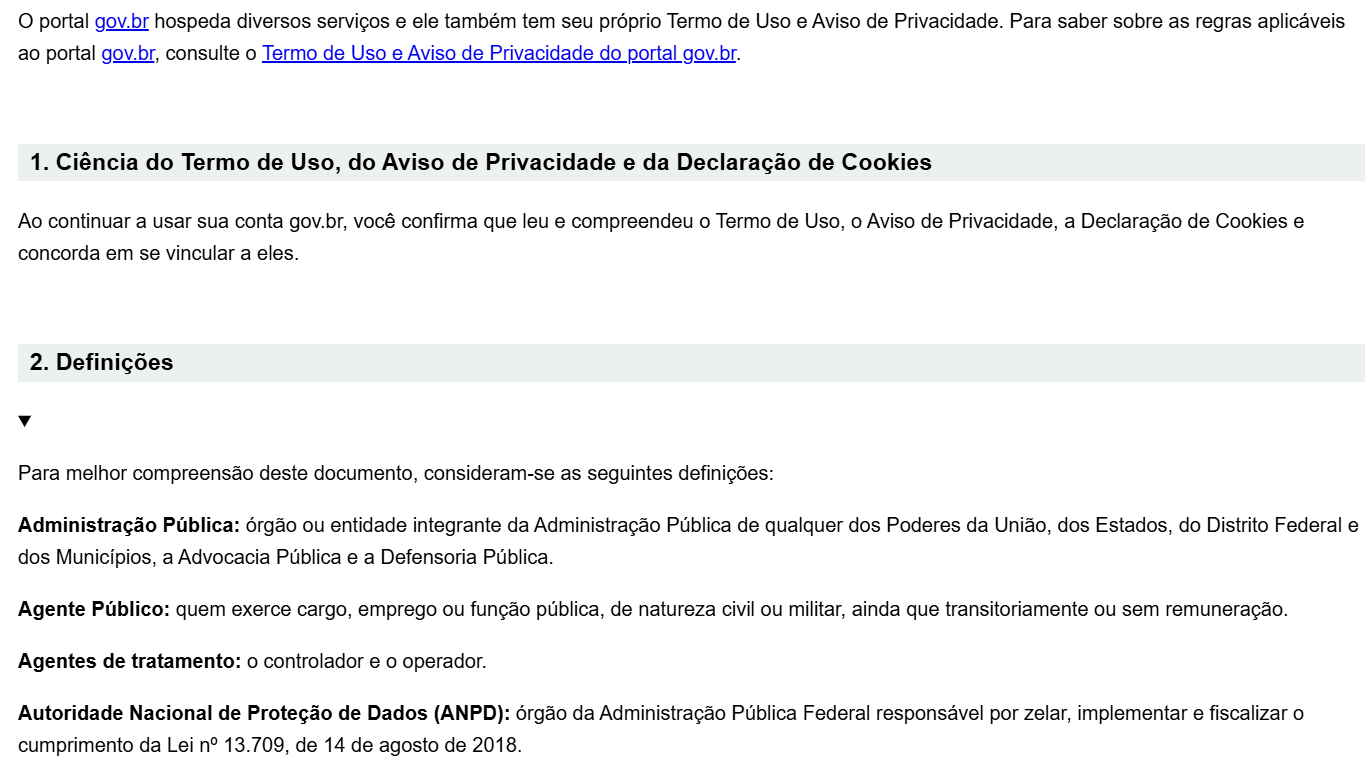 O portal gov.br hospeda diversos serviços e ele também tem seu próprio Termo de Uso e Aviso de Privacidade. Para saber sobre as regras aplicáveis
ao portal gov.br, consulte o Termo de Uso e Aviso de Privacidade do portal gov.br.
1. Ciência do Termo de Uso, do Aviso de Privacidade e da Declaração de Cookies
Ao continuar a usar sua conta gov.br, você confirma que leu e compreendeu o Termo de Uso, o Aviso de Privacidade, a Declaração de Cookies e
concorda em se vincular a eles.
2. Definições
Para melhor compreensão deste documento, consideram-se as seguintes definições:
Administração Pública: órgão ou entidade integrante da Administração Pública de qualquer dos Poderes da União, dos Estados, do Distrito Federal e
dos Municípios, a Advocacia Pública e a Defensoria Pública.
Agente Público: quem exerce cargo, emprego ou função pública, de natureza civil ou militar, ainda que transitoriamente ou sem remuneração.
Agentes de tratamento: o controlador e o operador.
Autoridade Nacional de Proteção de Dados (ANPD): órgão da Administração Pública Federal responsável por zelar, implementar e fiscalizar o
cumprimento da Lei nº 13.709, de 14 de agosto de 2018.